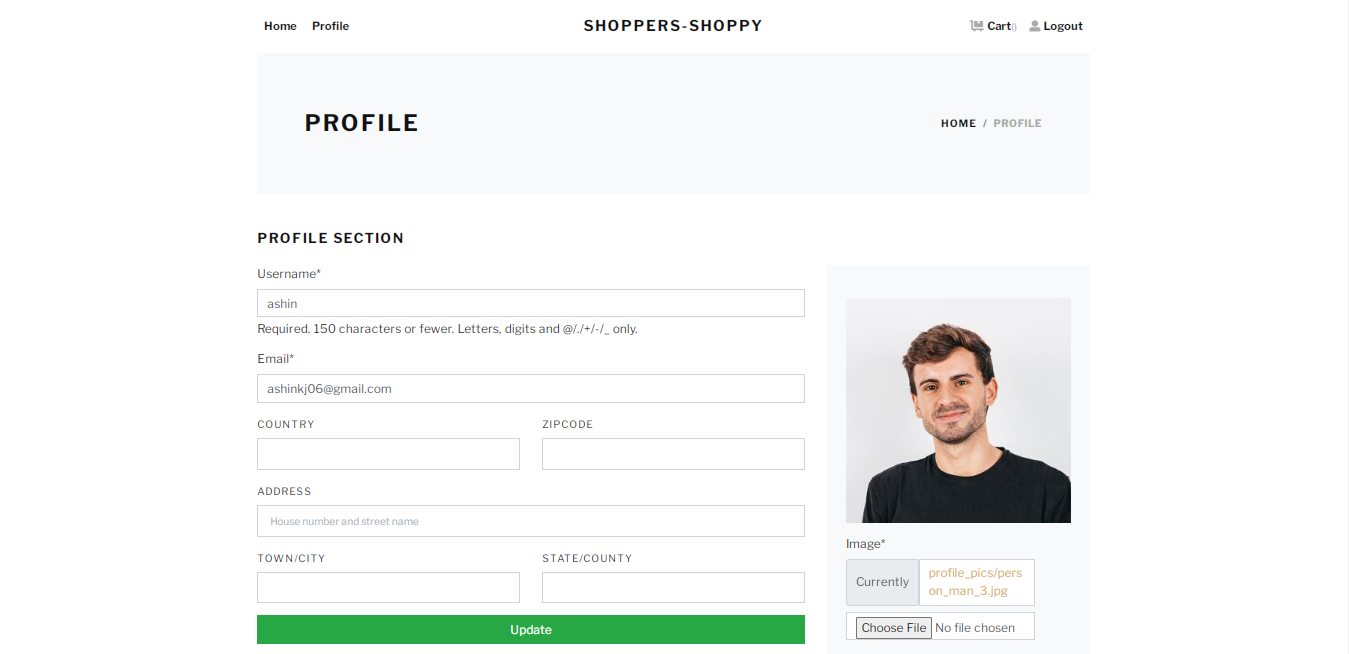 Home Profile SHOPPERS-SHOPPY Cart() Logout
PROFILE HOME / PROFILE
PROFILE SECTION
Username*
ashin
Required. 150 characters or fewer. Letters, digits and @/./+/-/_ only.
Email*
ashinkj06@gmail.com
COUNTRY ZIPCODE
ADDRESS
House number and street name
TOWN/CITY STATE/COUNTY
Update
Image*
Currently profile_pics/pers
on_man_3.jpg
Choose File No file chosen